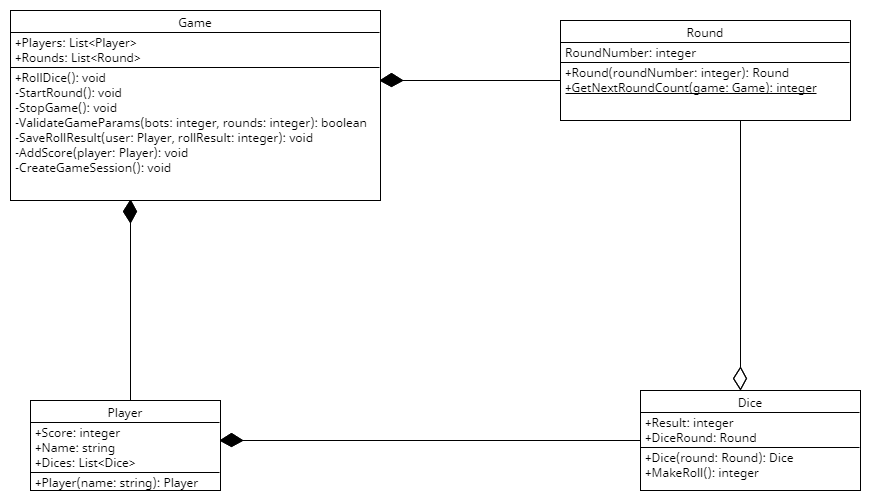 Game
+Players: List<Player>
+Rounds: List<Round>
+RollDice(): void
-StartRound(): void
-StopGame(): void
-ValidateGameParams(bots: integer, rounds: integer): boolean
-SaveRollResult(user: Player, rollResult: integer): void
-AddScore(player: Player): void
-CreateGameSession(): void
Round
RoundNumber: integer
+Round(roundNumber: integer): Round
+GetNextRoundCount(game: Game): integer
Player
+Score: integer
+Name: string
+Dices: List<Dice>
+Player(name: string): Player
Dice
+Result: integer
+DiceRound: Round
+Dice(round: Round): Dice
+MakeRoll(): integer